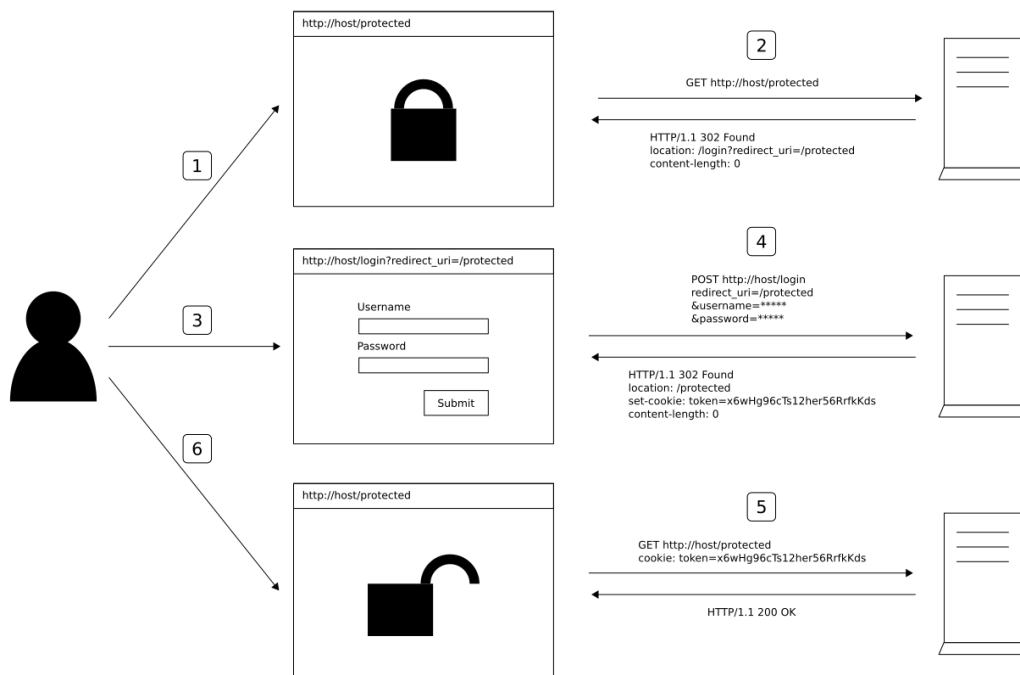 http://host/protected
2
GET http://host/protected
HTTP/1.1 302 Found
location: /login?redirect_uri=/protected
content-length: 0
1
http://host/login?redirect_uri=/protected
Username
Password
Submit
3
4
POST http://host/login
redirect_uri=/protected
&username=*****
&password=*****
HTTP/1.1 302 Found
location: /protected
set-cookie: token=x6wHg96cTs12her56RrfkKds
content-length: 0
6
http://host/protected
5
GET http://host/protected
cookie: token=x6wHg96cTs12her56RrfkKds
HTTP/1.1 200 OK